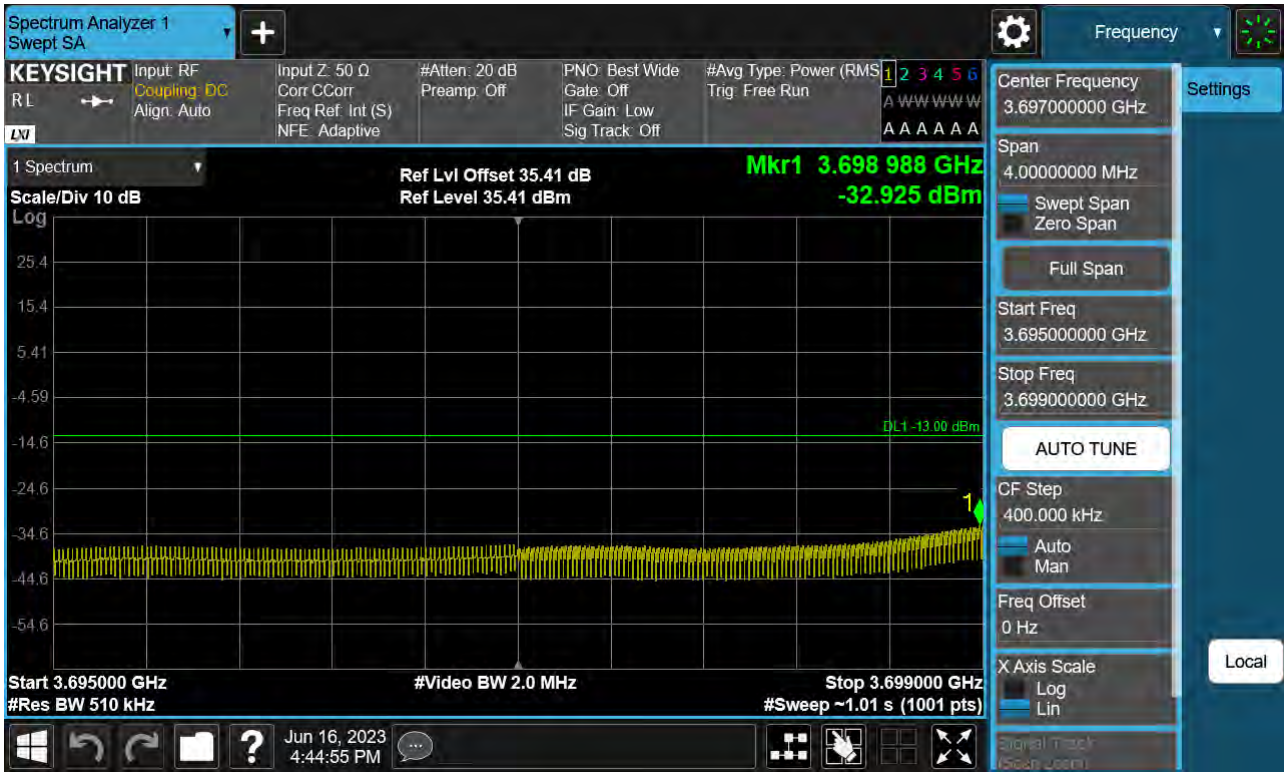 Spectrum Analyzer 1
Swept SA
+
Frequency
KEYSIGHT
RL
LXI
Input: RF
Coupling: DC
Align: Auto
Input Z: 50 Ω
Corr CCorr
Freq Ref: Int (S)
NFE: Adaptive
#Atten: 20 dB
Preamp: Off
PNO: Best Wide
Gate: Off
IF Gain: Low
Sig Track: Off
#Avg Type: Power (RMS
Trig: Free Run
1 2 3 4 5 6
A W W W W W
A A A A A A
1 Spectrum
Scale/Div 10 dB
Log
Ref Lvl Offset 35.41 dB
Ref Level 35.41 dBm
Mkr1 3.698 988 GHz
-32.925 dBm
25.4
15.4
5.41
-4.59
-14.6
-24.6
-34.6
-44.6
-54.6
DL1 -13.00 dBm
1
Start 3.695000 GHz
#Res BW 510 kHz
#Video BW 2.0 MHz
Stop 3.699000 GHz
#Sweep ~1.01 s (1001 pts)
Center Frequency
3.697000000 GHz
Span
4.00000000 MHz
Swept Span
Zero Span
Full Span
Start Freq
3.695000000 GHz
Stop Freq
3.699000000 GHz
AUTO TUNE
CF Step
400.000 kHz
Auto
Man
Freq Offset
0 Hz
X Axis Scale
Log
Lin
Signal Track
(Span Zoom)
Settings
Local
?
Jun 16, 2023
4:44:55 PM